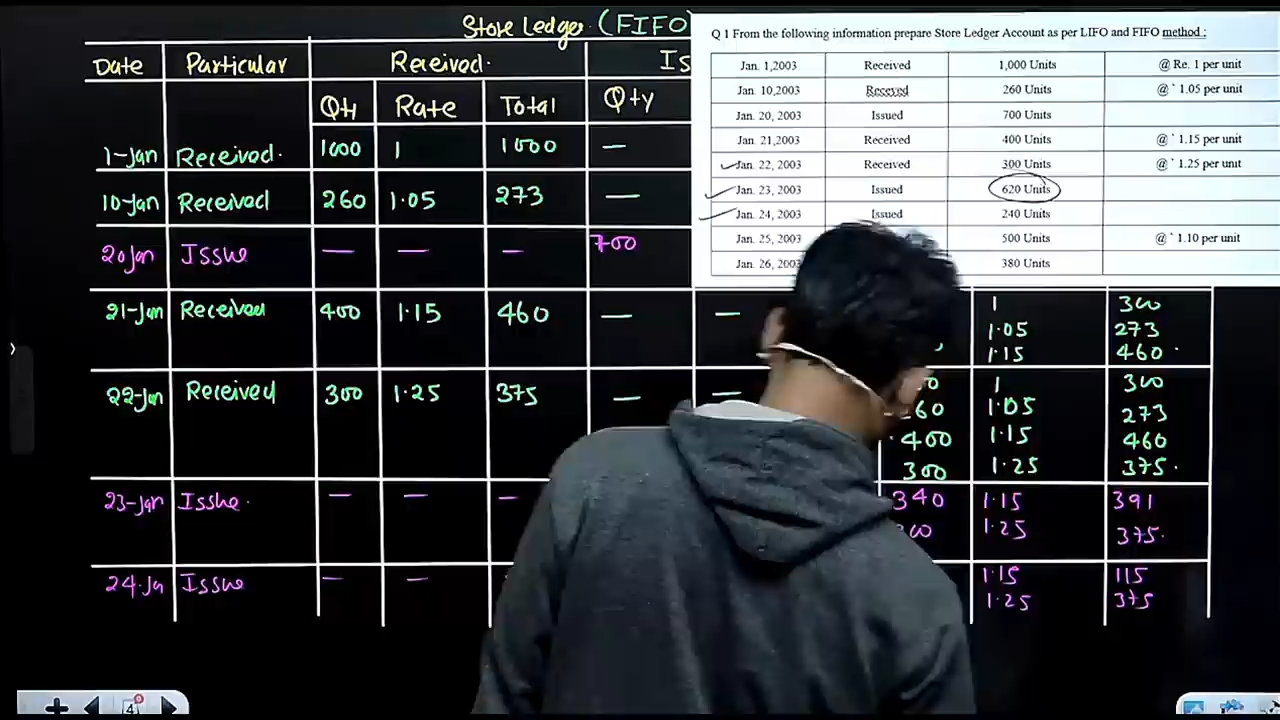 Store Ledger (FIFO)
Q 1 From the following information prepare Store Ledger Account as per LIFO and FIFO method :
Jan. 1,2003 Received 1,000 Units @ Re. 1 per unit
Jan. 10,2003 Receved 260 Units @ ` 1.05 per unit
Jan. 20, 2003 Issued 700 Units
Jan. 21,2003 Received 400 Units @ ` 1.15 per unit
Jan. 22, 2003 Received 300 Units @ ` 1.25 per unit
Jan. 23, 2003 Issued 620 Units
Jan. 24, 2003 Issued 240 Units
Jan. 25, 2003 500 Units @ ` 1.10 per unit
Jan. 26, 2003 380 Units
Date Particular Received. Is
Qty Rate Total Qty
1-Jan Received. 1000 1 1000 —
10-Jan Received 260 1.05 273 —
20Jan Issue — — — 700
21-Jan Received 400 1.15 460 — — 1 300
1.05 273
1.15 460
22-Jan Received 300 1.25 375 — — 1 300
1.05 273
400 1.15 460
300 1.25 375
23-Jan Issue. — — — 340 1.15 391
1.25 375
24-Ja Issue — — 1.15 115
1.25 375
4